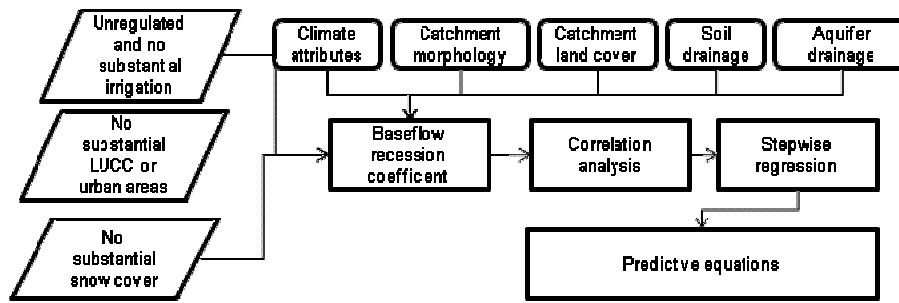 Unregulated
and no
substantial
irrigation
Climate
attributes
Catchment
morphology
Catchment
land cover
Soil
drainage
Aquifer
drainage
No
substantial
LUCC or
urban areas
Baseflow
recession
coefficent
Correlation
analysis
Stepwise
regression
No
substantial
snow cover
Predictve equations